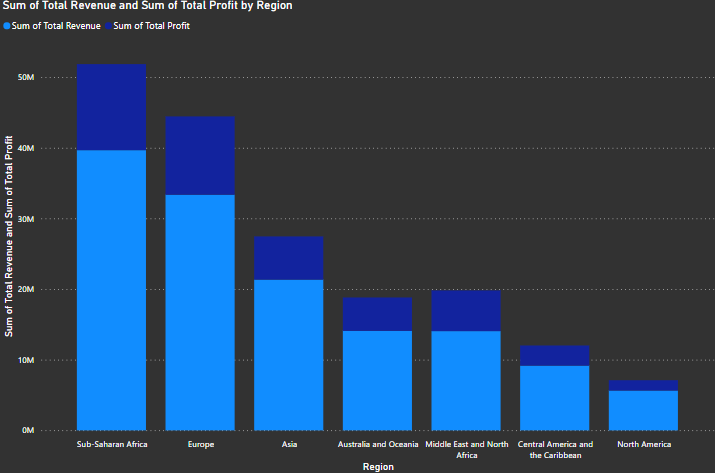 Sum of Total Revenue and Sum of Total Profit by Region
Sum of Total Revenue Sum of Total Profit
Sum of Total Revenue and Sum of Total Profit
50M
40M
30M
20M
10M
0M
Sub-Saharan Africa Europe Asia Australia and Oceania Middle East and North Africa Central America and the Caribbean North America
Region